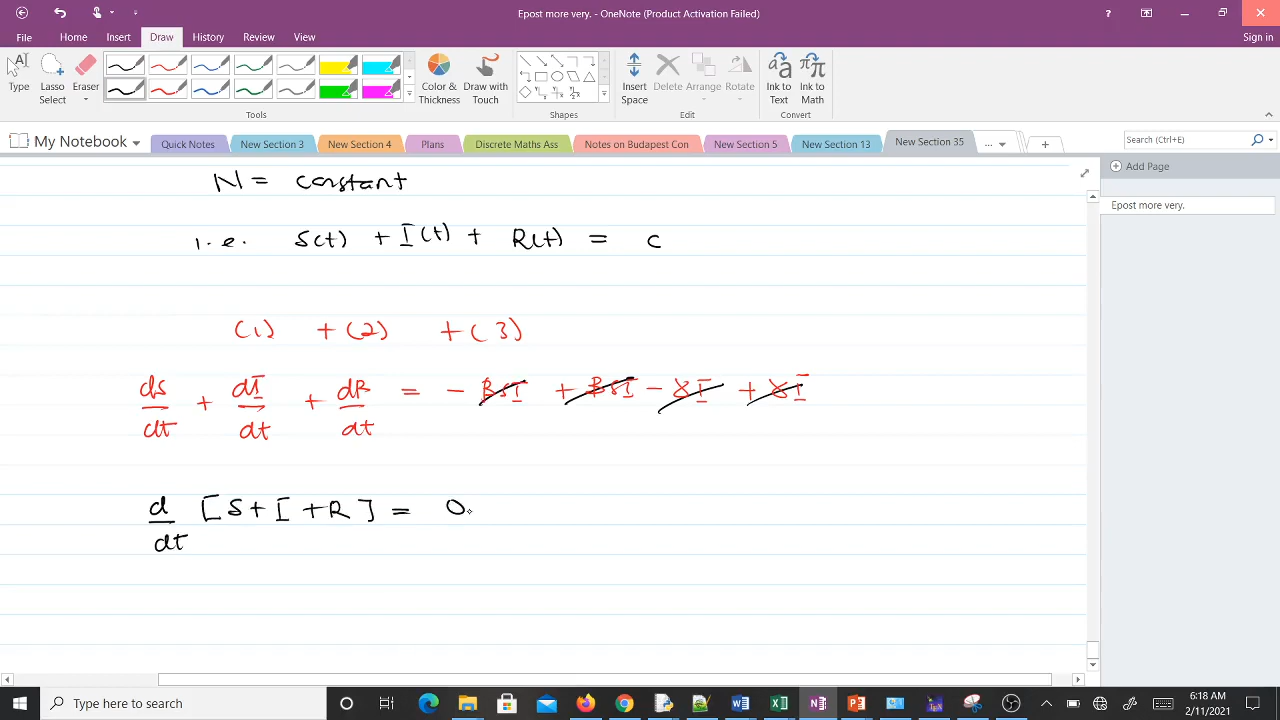 Epost more very. - OneNote (Product Activation Failed)
File Home Insert Draw History Review View
Type Lasso Select Eraser Color & Thickness Draw with Touch Insert Space Delete Arrange Rotate Ink to Text Ink to Math
Tools Shapes Edit Convert
My Notebook Quick Notes New Section 3 New Section 4 Plans Discrete Maths Ass Notes on Budapest Con New Section 5 New Section 13 New Section 35 ... + Search (Ctrl+E)
Add Page
Epost more very.
N = constant
i.e. S(t) + I(t) + R(t) = c
(1) + (2) + (3)
dS/dt + dI/dt + dR/dt = - βSI + βSI - γI + γI
d/dt [S + I + R] = 0
Type here to search
6:18 AM
2/11/2021